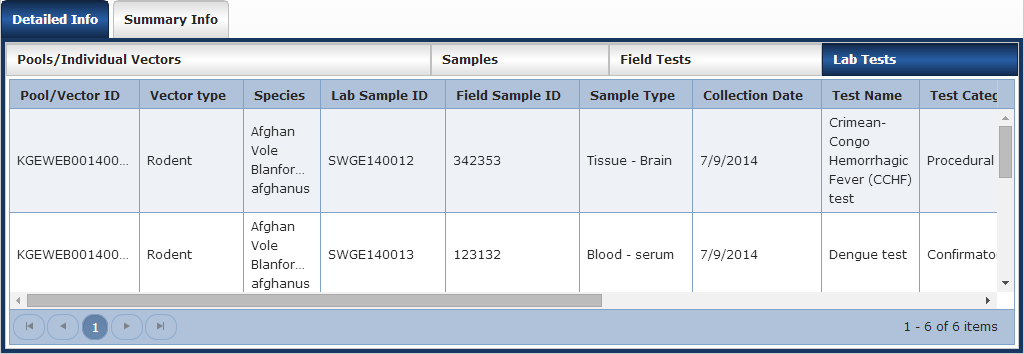 Detailed Info Summary Info
Pools/Individual Vectors Samples Field Tests Lab Tests
Pool/Vector ID Vector type Species Lab Sample ID Field Sample ID Sample Type Collection Date Test Name Test Categ
KGEWEB001400... Rodent Afghan Vole Blanfor... afghanus SWGE140012 342353 Tissue - Brain 7/9/2014 Crimean-Congo Hemorrhagic Fever (CCHF) test Procedural
KGEWEB001400... Rodent Afghan Vole Blanfor... afghanus SWGE140013 123132 Blood - serum 7/9/2014 Dengue test Confirmato
1 1 - 6 of 6 items